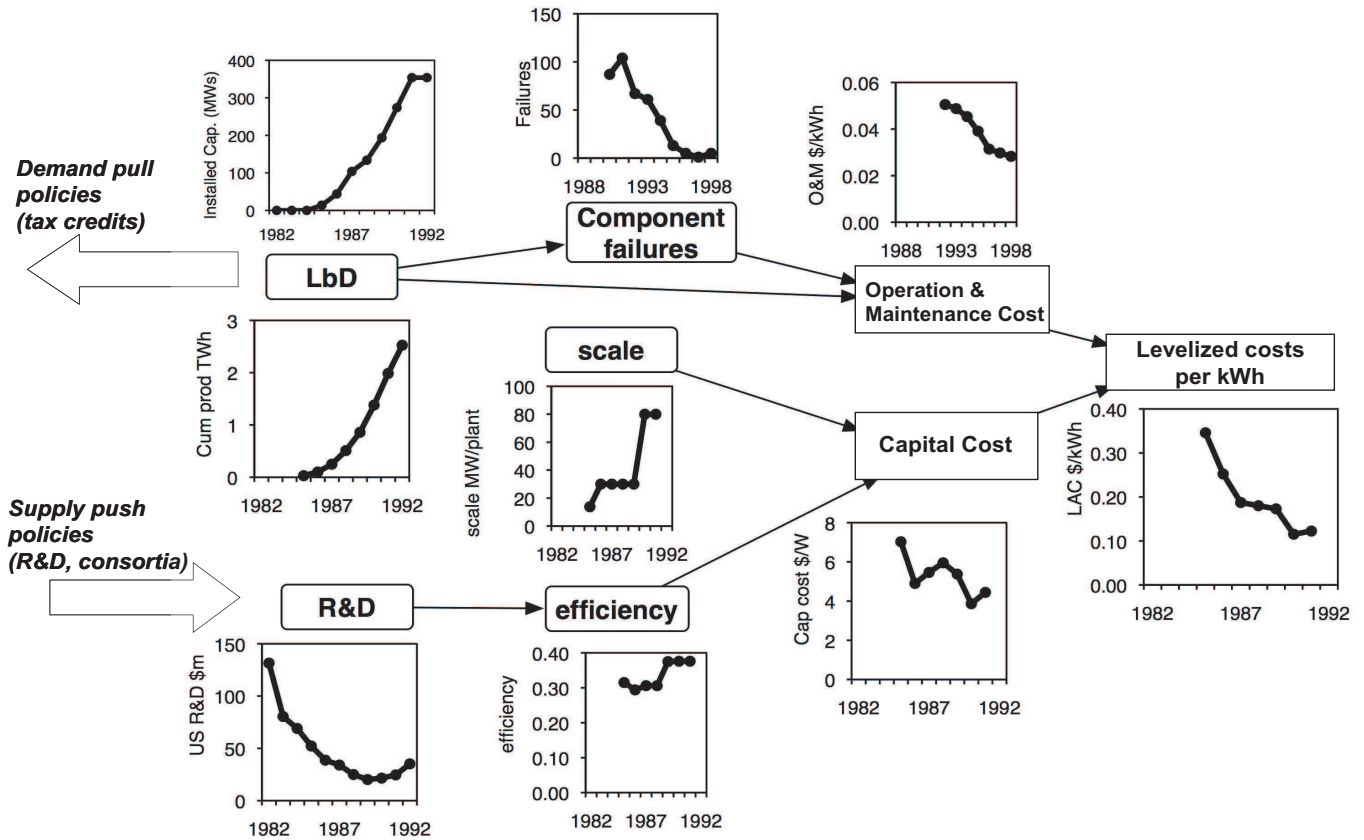 Demand pull
policies
(tax credits)
Installed Cap. (MWs)
400
300
200
100
0
1982 1987 1992
LbD
Cum prod TWh
3
2
1
0
1982 1987 1992
Failures
150
100
50
0
1988 1993 1998
Component
failures
O&M $/kWh
0.06
0.04
0.02
0.00
1988 1993 1998
Operation &
Maintenance Cost
scale
scale MW/plant
100
80
60
40
20
0
1982 1987 1992
Capital Cost
Levelized costs
per kWh
LAC $/kWh
0.40
0.30
0.20
0.10
0.00
1982 1987 1992
Cap cost $/W
8
6
4
2
0
1982 1987 1992
Supply push
policies
(R&D, consortia)
R&D
US R&D $m
150
100
50
0
1982 1987 1992
efficiency
efficiency
0.40
0.30
0.20
0.10
0.00
1982 1987 1992